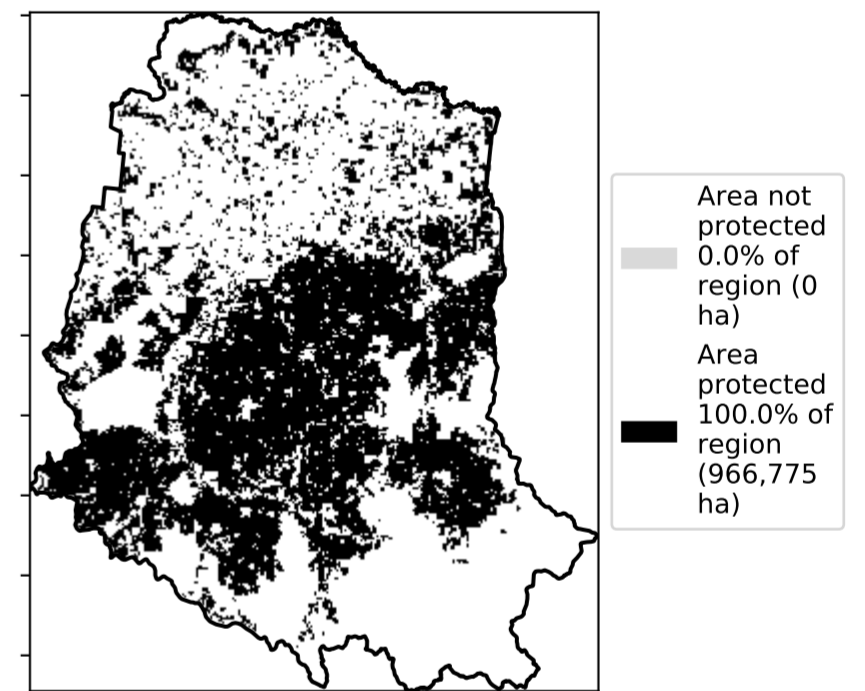 Area not
protected
0.0% of
region (0
ha)
Area
protected
100.0% of
region
(966,775
ha)